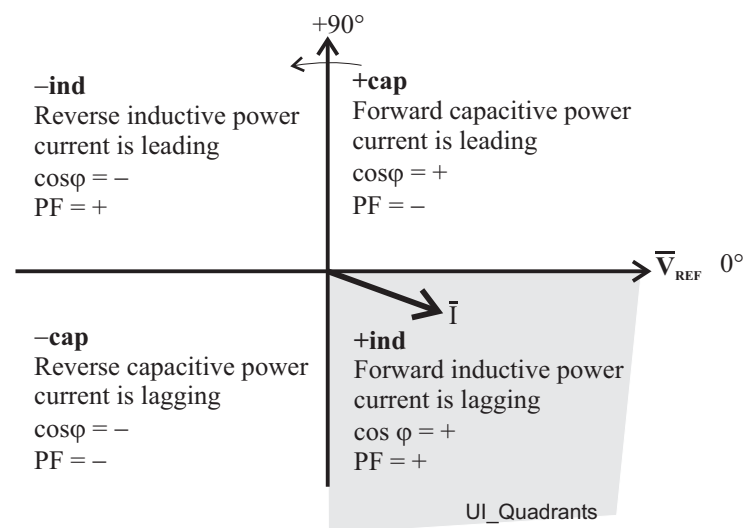 +90°
–ind
Reverse inductive power
current is leading
cosφ = –
PF = +
+cap
Forward capacitive power
current is leading
cosφ = +
PF = –
V̅REF 0°
I̅
–cap
Reverse capacitive power
current is lagging
cosφ = –
PF = –
+ind
Forward inductive power
current is lagging
cos φ = +
PF = +
UI_Quadrants